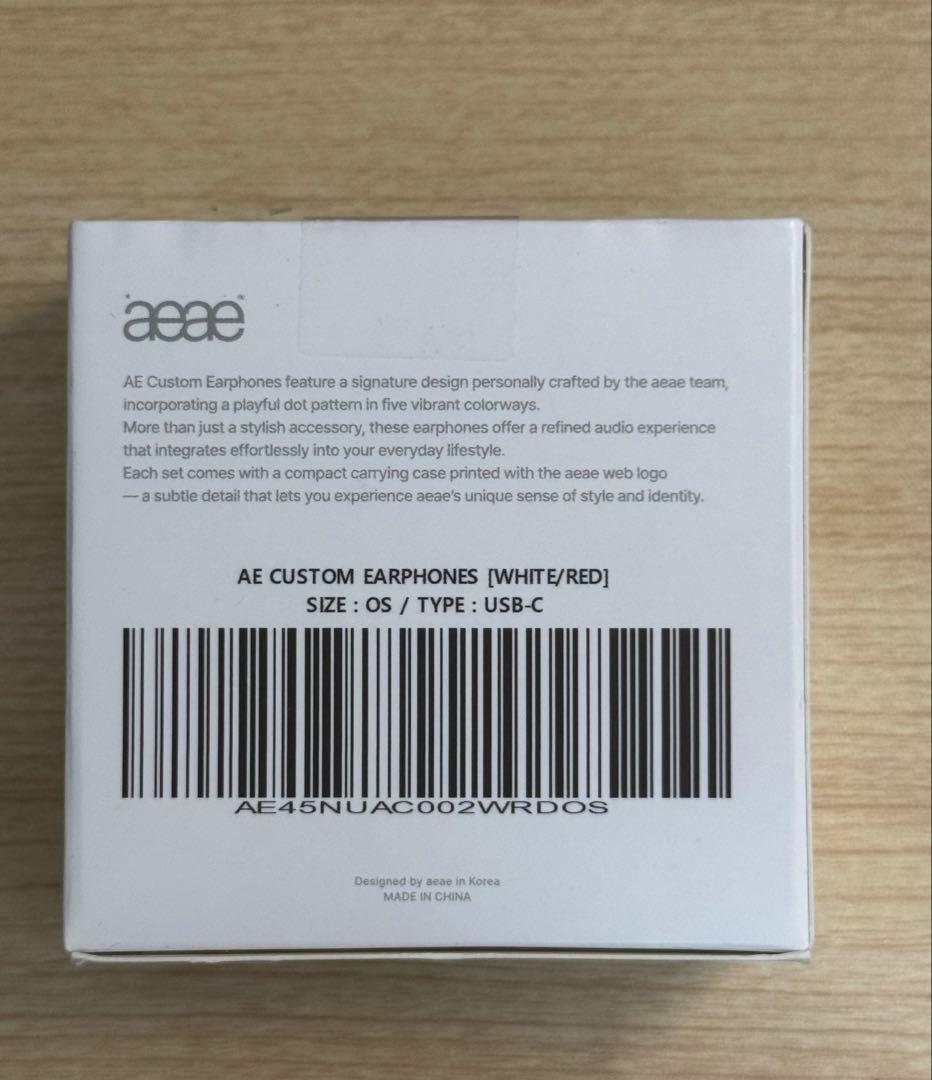 aeae
AE Custom Earphones feature a signature design personally crafted by the aeae team,
incorporating a playful dot pattern in five vibrant colorways.
More than just a stylish accessory, these earphones offer a refined audio experience
that integrates effortlessly into your everyday lifestyle.
Each set comes with a compact carrying case printed with the aeae web logo
— a subtle detail that lets you experience aeae's unique sense of style and identity.
AE CUSTOM EARPHONES [WHITE/RED]
SIZE : OS / TYPE : USB-C
AE45NUAC002WRDOS
Designed by aeae in Korea
MADE IN CHINA